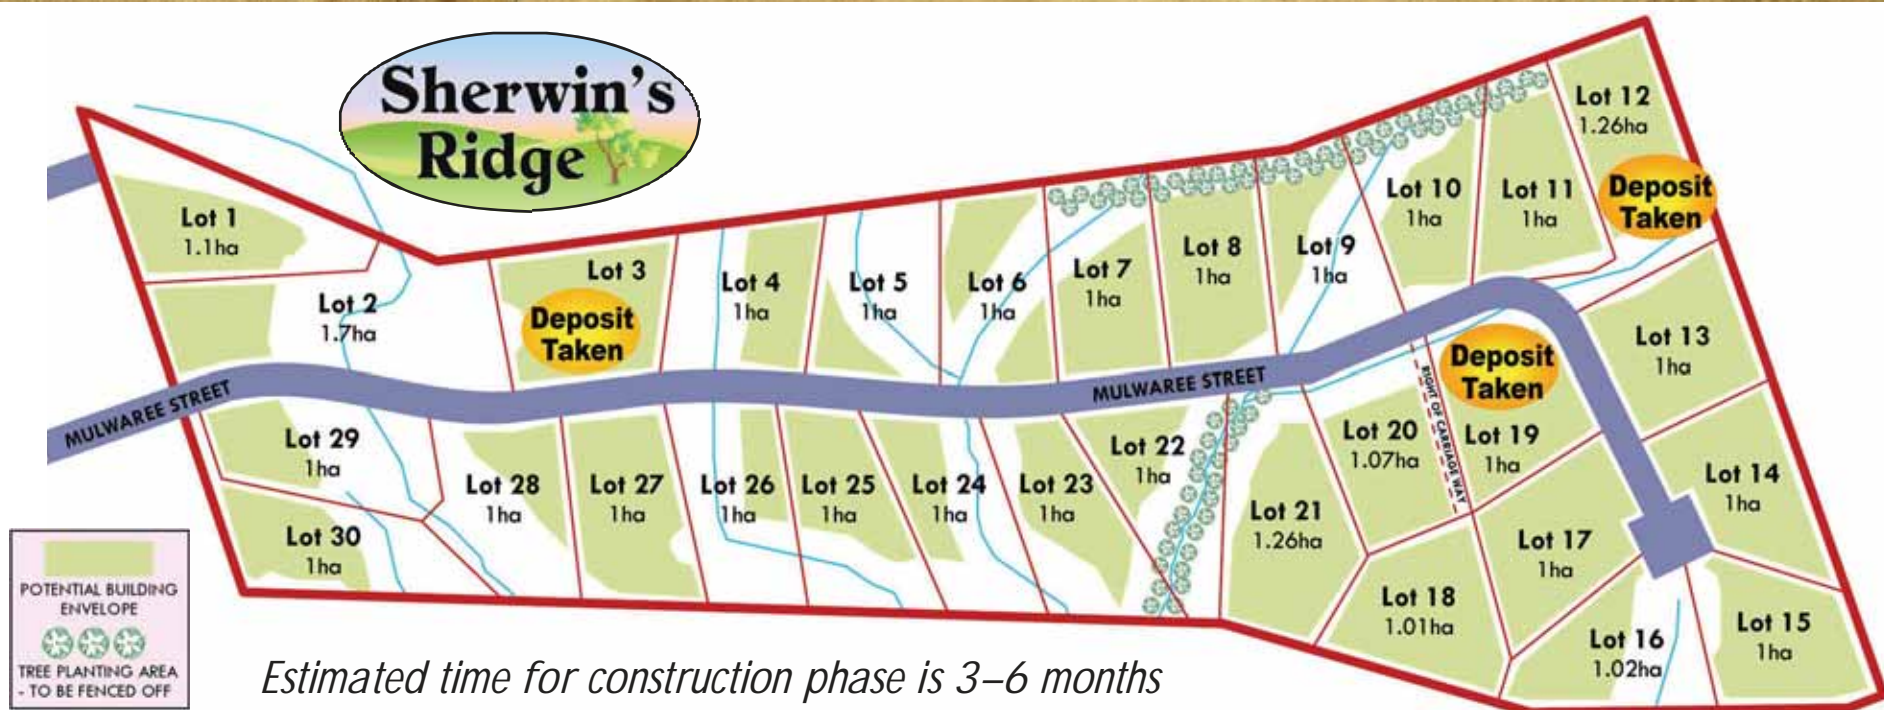 Sherwin's
Ridge
Lot 1
1.1ha
Lot 2
1.7ha
Lot 3
Deposit
Taken
Lot 4
1ha
Lot 5
1ha
Lot 6
1ha
Lot 7
1ha
Lot 8
1ha
Lot 9
1ha
Lot 10
1ha
Lot 11
1ha
Lot 12
1.26ha
Deposit
Taken
Lot 13
1ha
Lot 14
1ha
Lot 15
1ha
Lot 16
1.02ha
Lot 17
1ha
Lot 18
1.01ha
Deposit
Taken
Lot 19
1ha
RIGHT OF CARRIAGE WAY
Lot 20
1.07ha
Lot 21
1.26ha
Lot 22
1ha
Lot 23
1ha
Lot 24
1ha
Lot 25
1ha
Lot 26
1ha
Lot 27
1ha
Lot 28
1ha
Lot 29
1ha
Lot 30
1ha
MULWAREE STREET
MULWAREE STREET
POTENTIAL BUILDING
ENVELOPE
TREE PLANTING AREA
- TO BE FENCED OFF
Estimated time for construction phase is 3–6 months